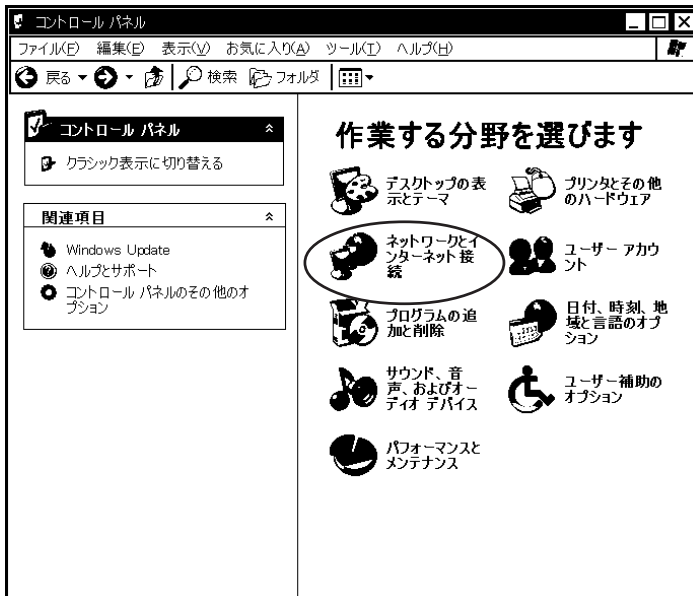 コントロール パネル
ファイル(F) 編集(E) 表示(V) お気に入り(A) ツール(T) ヘルプ(H)
戻る 検索 フォルダ
コントロール パネル
クラシック表示に切り替える
関連項目
Windows Update
ヘルプとサポート
コントロール パネルのその他のオ
プション
作業する分野を選びます
デスクトップの表
示とテーマ
プリンタとその他
のハードウェア
ネットワークとイ
ンターネット接
続
ユーザー アカウ
ント
プログラムの追
加と削除
日付、時刻、地
域と言語のオプ
ション
サウンド、音
声、およびオー
ディオ デバイス
ユーザー補助の
オプション
パフォーマンスと
メンテナンス